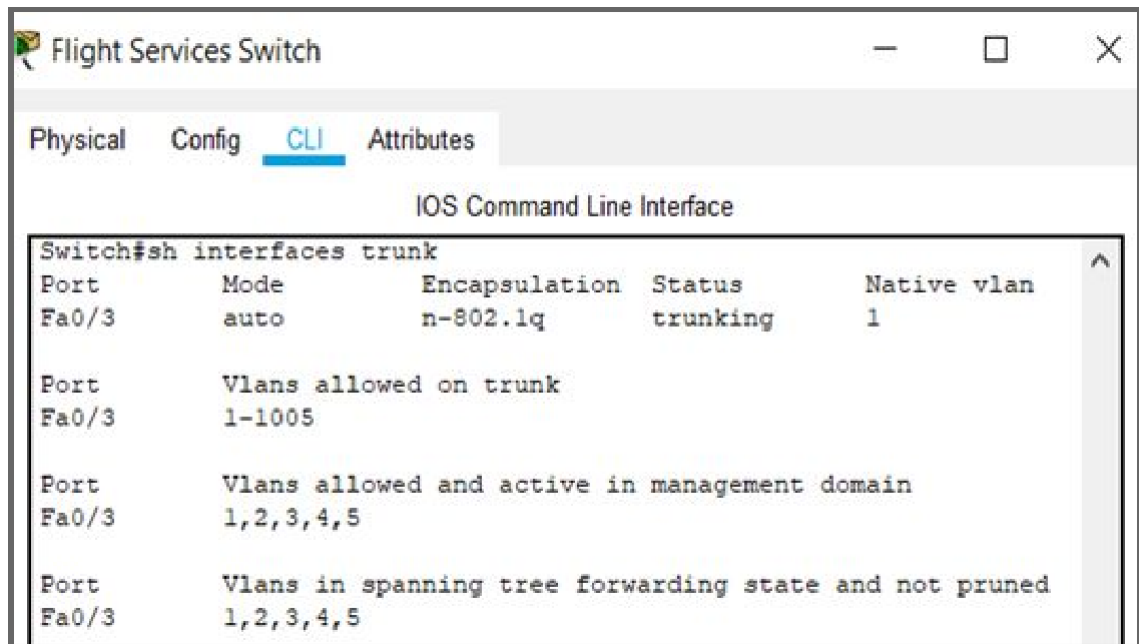 Flight Services Switch
Physical Config CLI Attributes
IOS Command Line Interface
Switch#sh interfaces trunk
Port Mode Encapsulation Status Native vlan
Fa0/3 auto n-802.1q trunking 1
Port Vlans allowed on trunk
Fa0/3 1-1005
Port Vlans allowed and active in management domain
Fa0/3 1,2,3,4,5
Port Vlans in spanning tree forwarding state and not pruned
Fa0/3 1,2,3,4,5